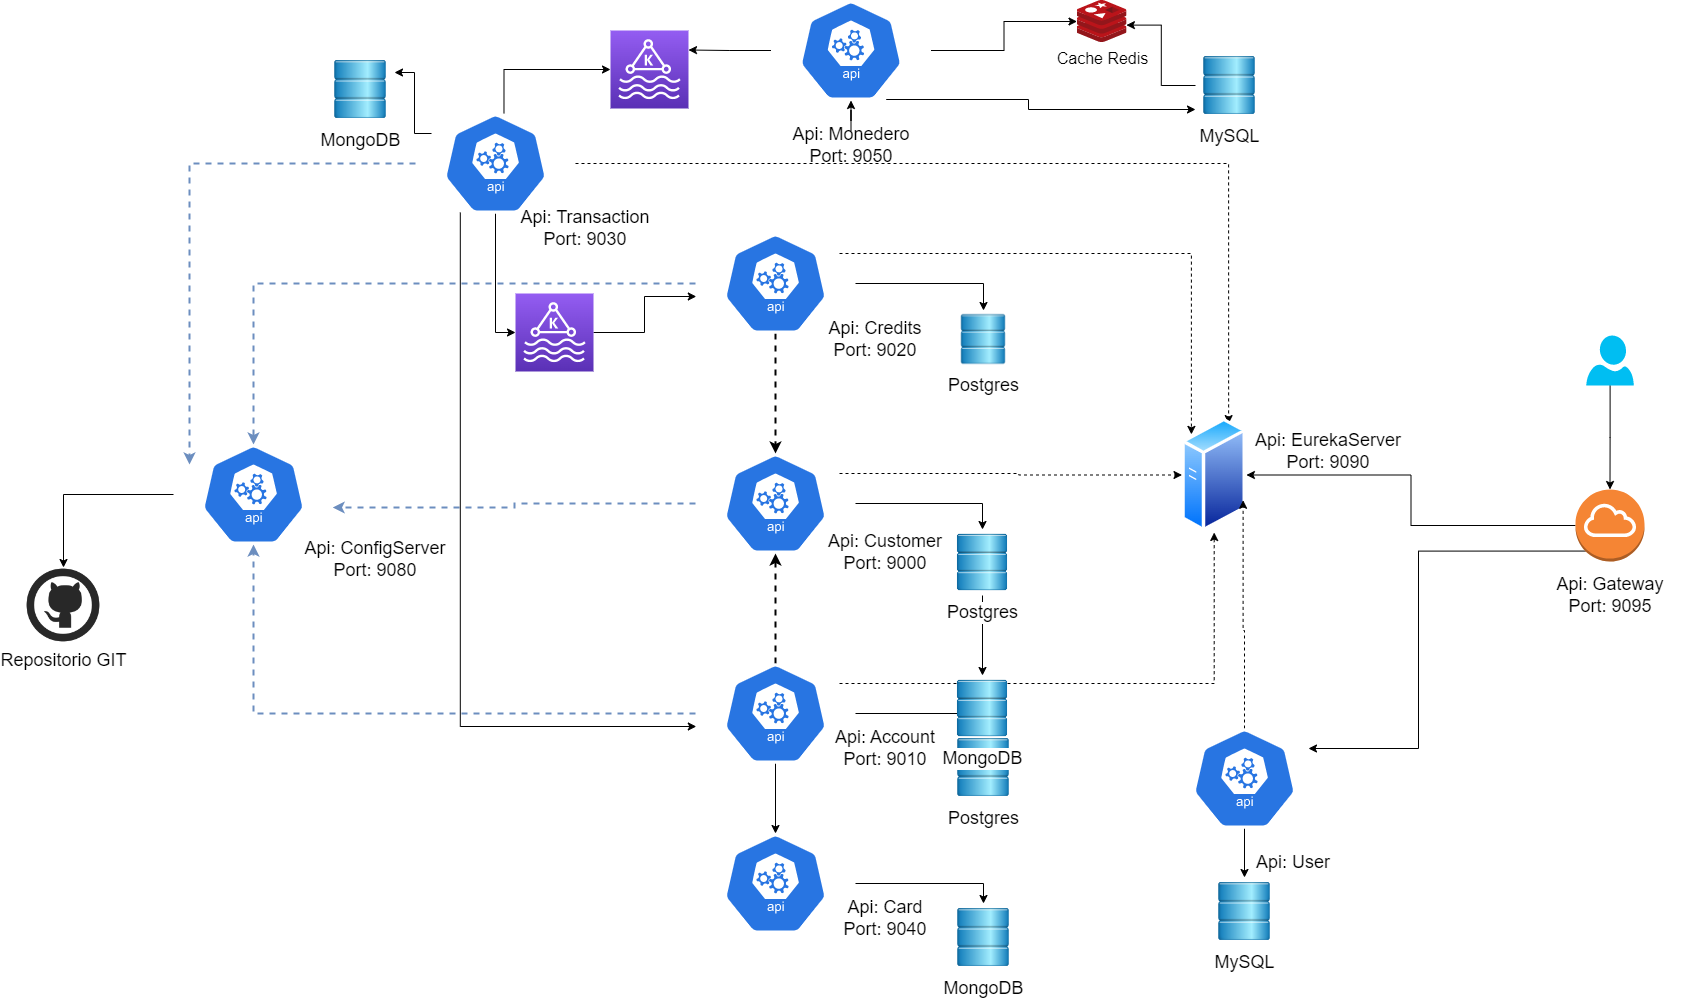 api
Cache Redis
K
MongoDB
Api: Monedero
Port: 9050
MySQL
api
Api: Transaction
Port: 9030
api
Api: Credits
Port: 9020
K
Postgres
Api: EurekaServer
Port: 9090
api
Api: ConfigServer
Port: 9080
api
Api: Customer
Port: 9000
Postgres
Api: Gateway
Port: 9095
Repositorio GIT
api
Api: Account
Port: 9010
MongoDB
Postgres
api
Api: User
MySQL
api
Api: Card
Port: 9040
MongoDB